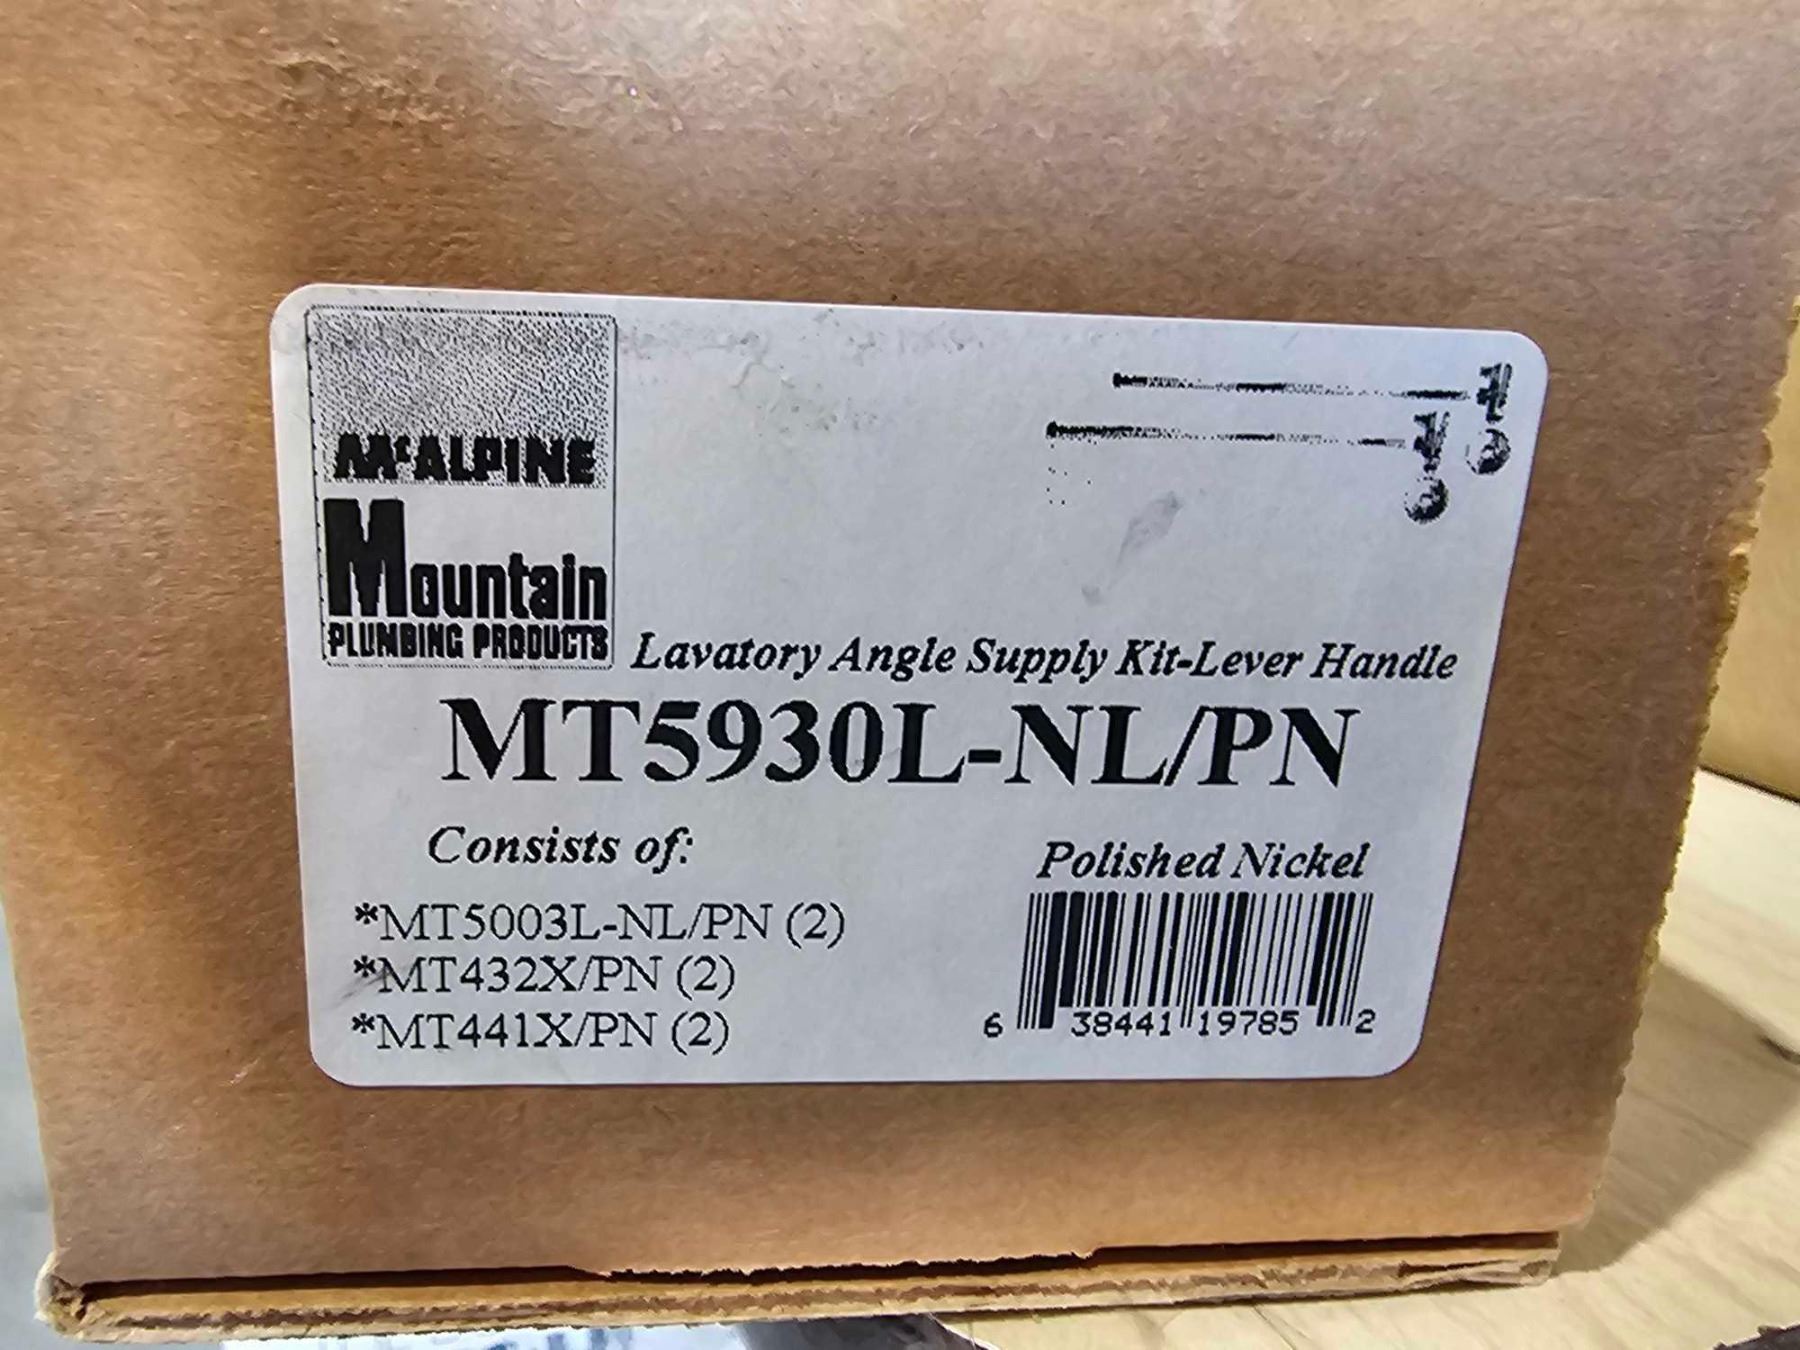 McALPINE
Mountain
PLUMBING PRODUCTS
Lavatory Angle Supply Kit-Lever Handle
MT5930L-NL/PN
Consists of:
*MT5003L-NL/PN (2)
*MT432X/PN (2)
*MT441X/PN (2)
Polished Nickel
6 38441 19785 2